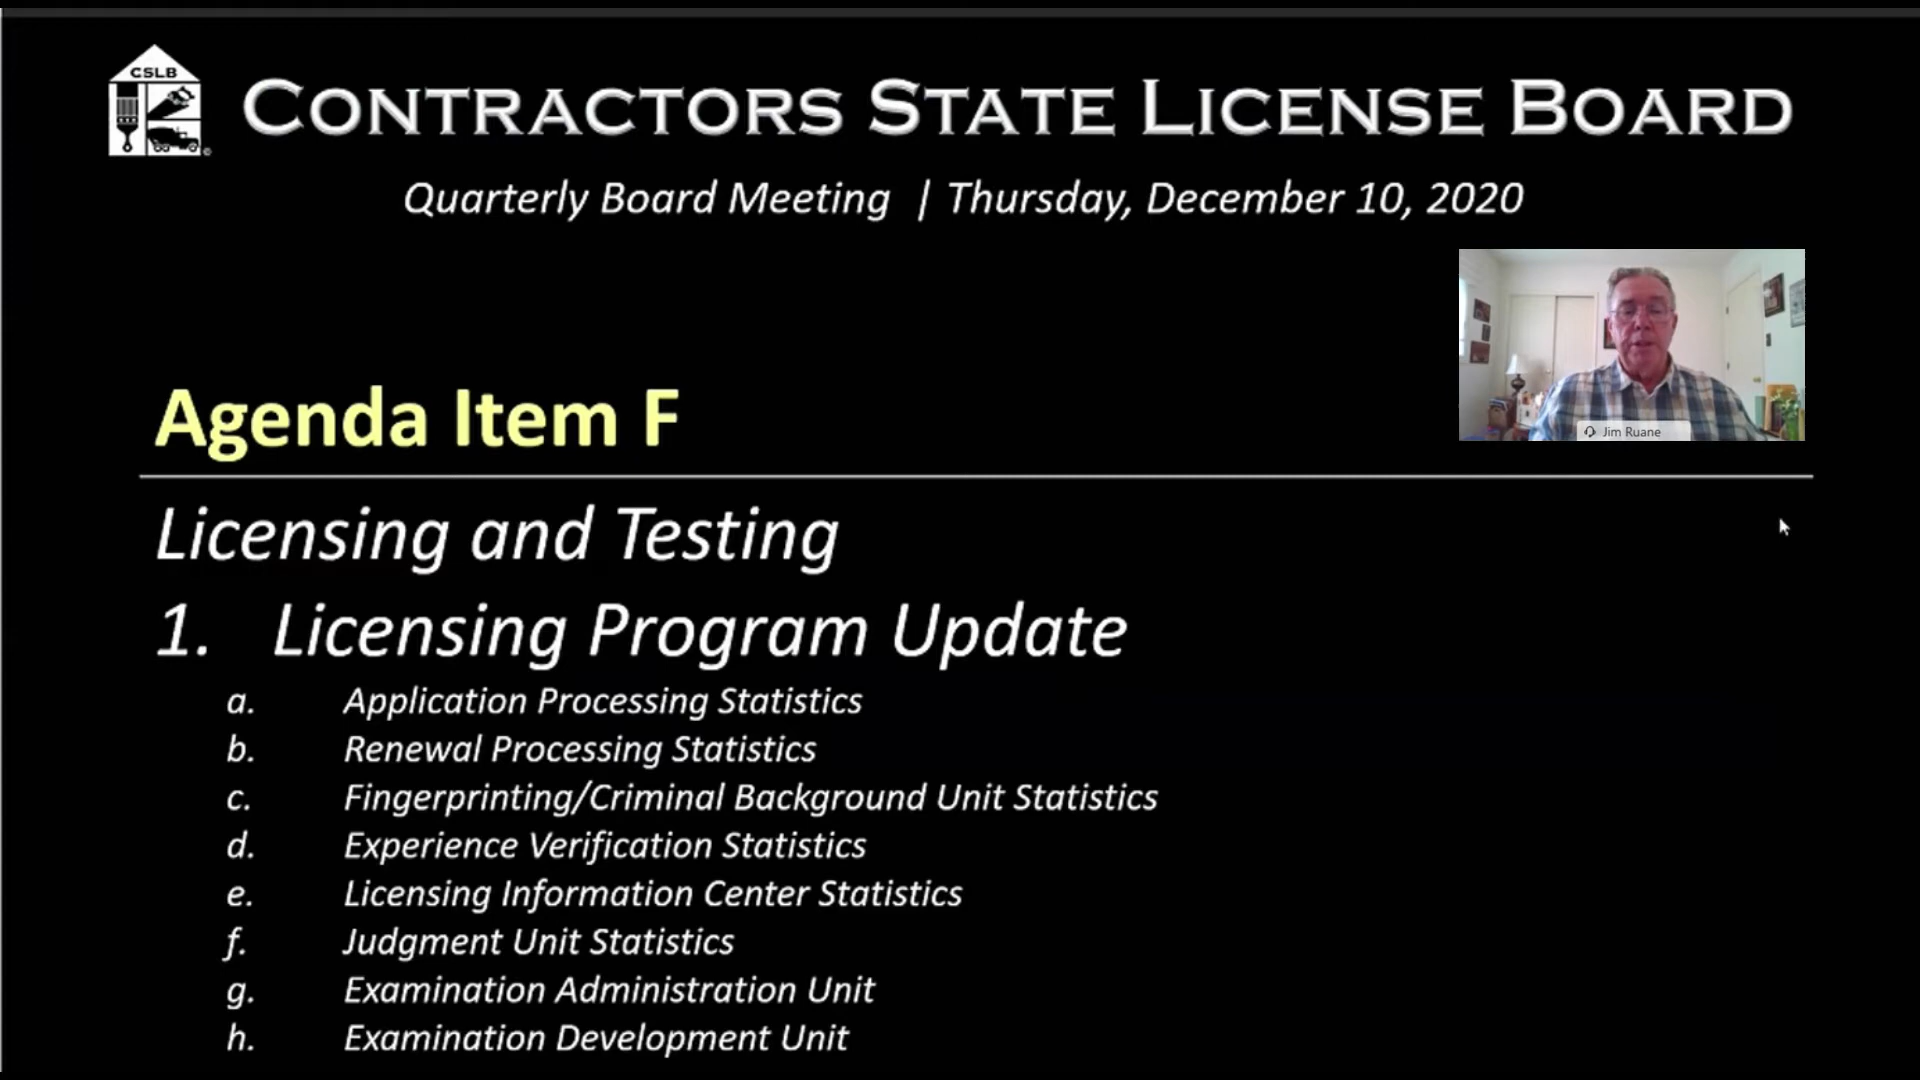 CSLB
CONTRACTORS STATE LICENSE BOARD
Quarterly Board Meeting | Thursday, December 10, 2020
Jim Ruane
Agenda Item F
Licensing and Testing
1. Licensing Program Update
a. Application Processing Statistics
b. Renewal Processing Statistics
c. Fingerprinting/Criminal Background Unit Statistics
d. Experience Verification Statistics
e. Licensing Information Center Statistics
f. Judgment Unit Statistics
g. Examination Administration Unit
h. Examination Development Unit